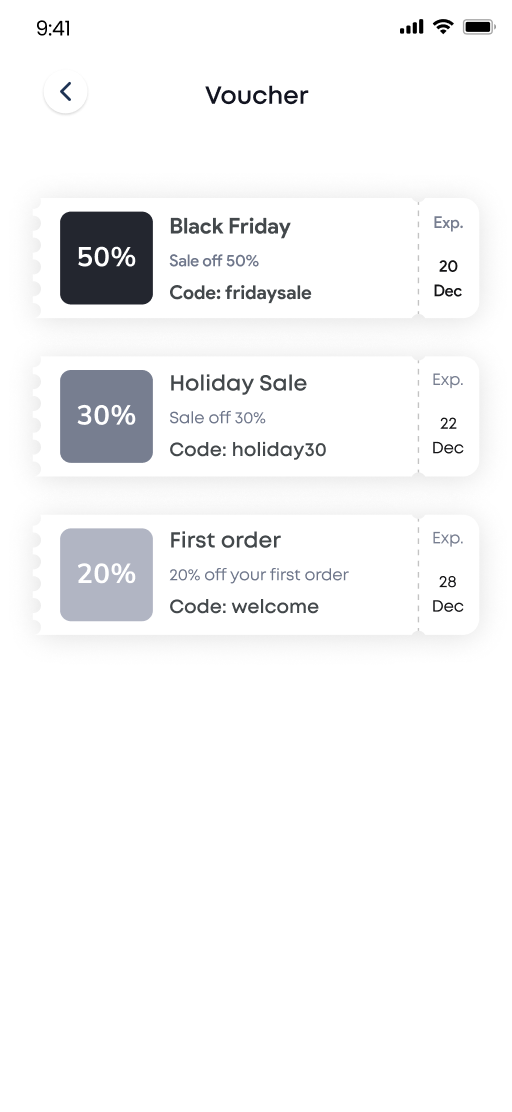 9:41
Voucher
50%
Black Friday
Sale off 50%
Code: fridaysale
Exp.
20
Dec
30%
Holiday Sale
Sale off 30%
Code: holiday30
Exp.
22
Dec
20%
First order
20% off your first order
Code: welcome
Exp.
28
Dec